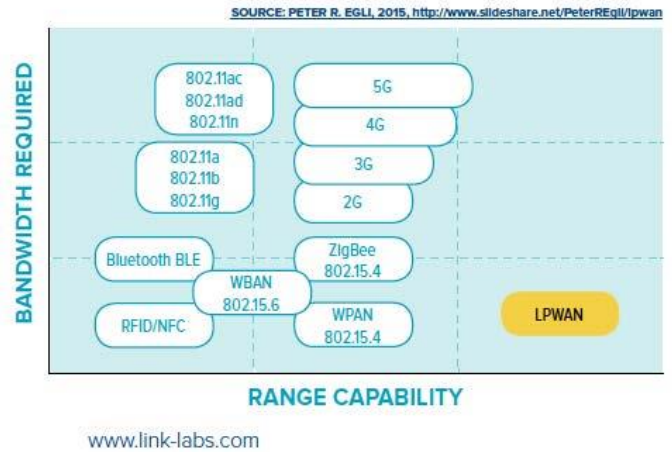 SOURCE: PETER R. EGLI, 2015, http://www.slideshare.net/PeterREgli/lpwan
BANDWIDTH REQUIRED
802.11ac
802.11ad
802.11n
5G
4G
802.11a
802.11b
802.11g
3G
2G
Bluetooth BLE
ZigBee
802.15.4
WBAN
802.15.6
RFID/NFC
WPAN
802.15.4
LPWAN
RANGE CAPABILITY
www.link-labs.com